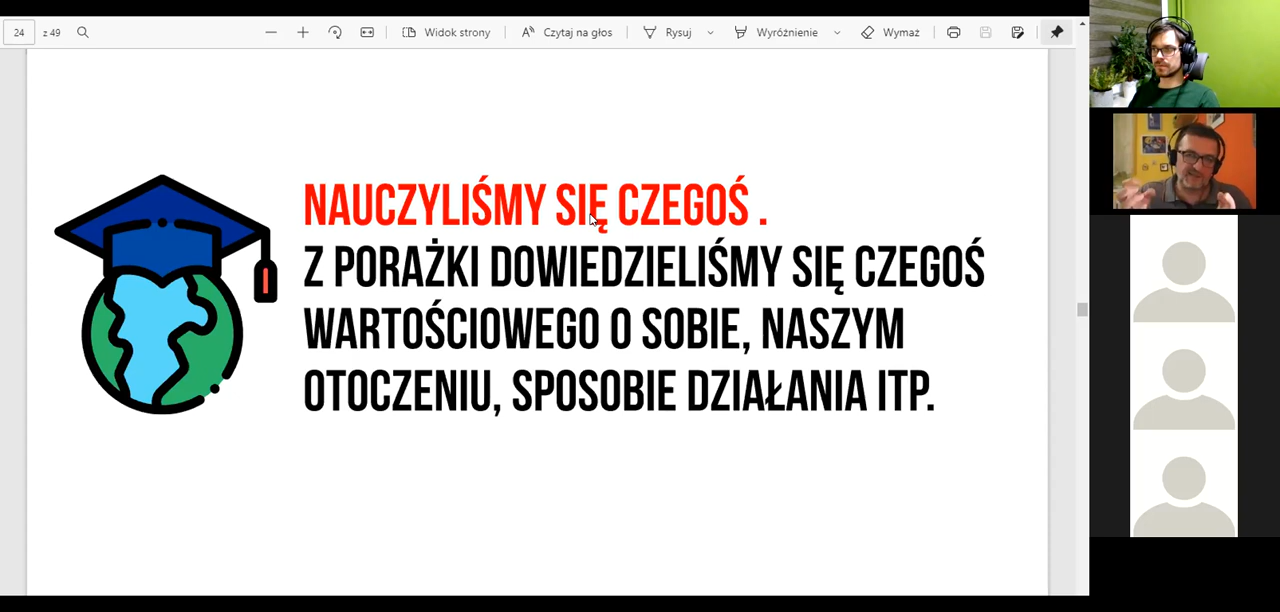 24 z 49 Widok strony Czytaj na głos Rysuj Wyróżnienie Wymaż
NAUCZYLIŚMY SIĘ CZEGOŚ .
Z PORAŻKI DOWIEDZIELIŚMY SIĘ CZEGOŚ
WARTOŚCIOWEGO O SOBIE, NASZYM
OTOCZENIU, SPOSOBIE DZIAŁANIA ITP.